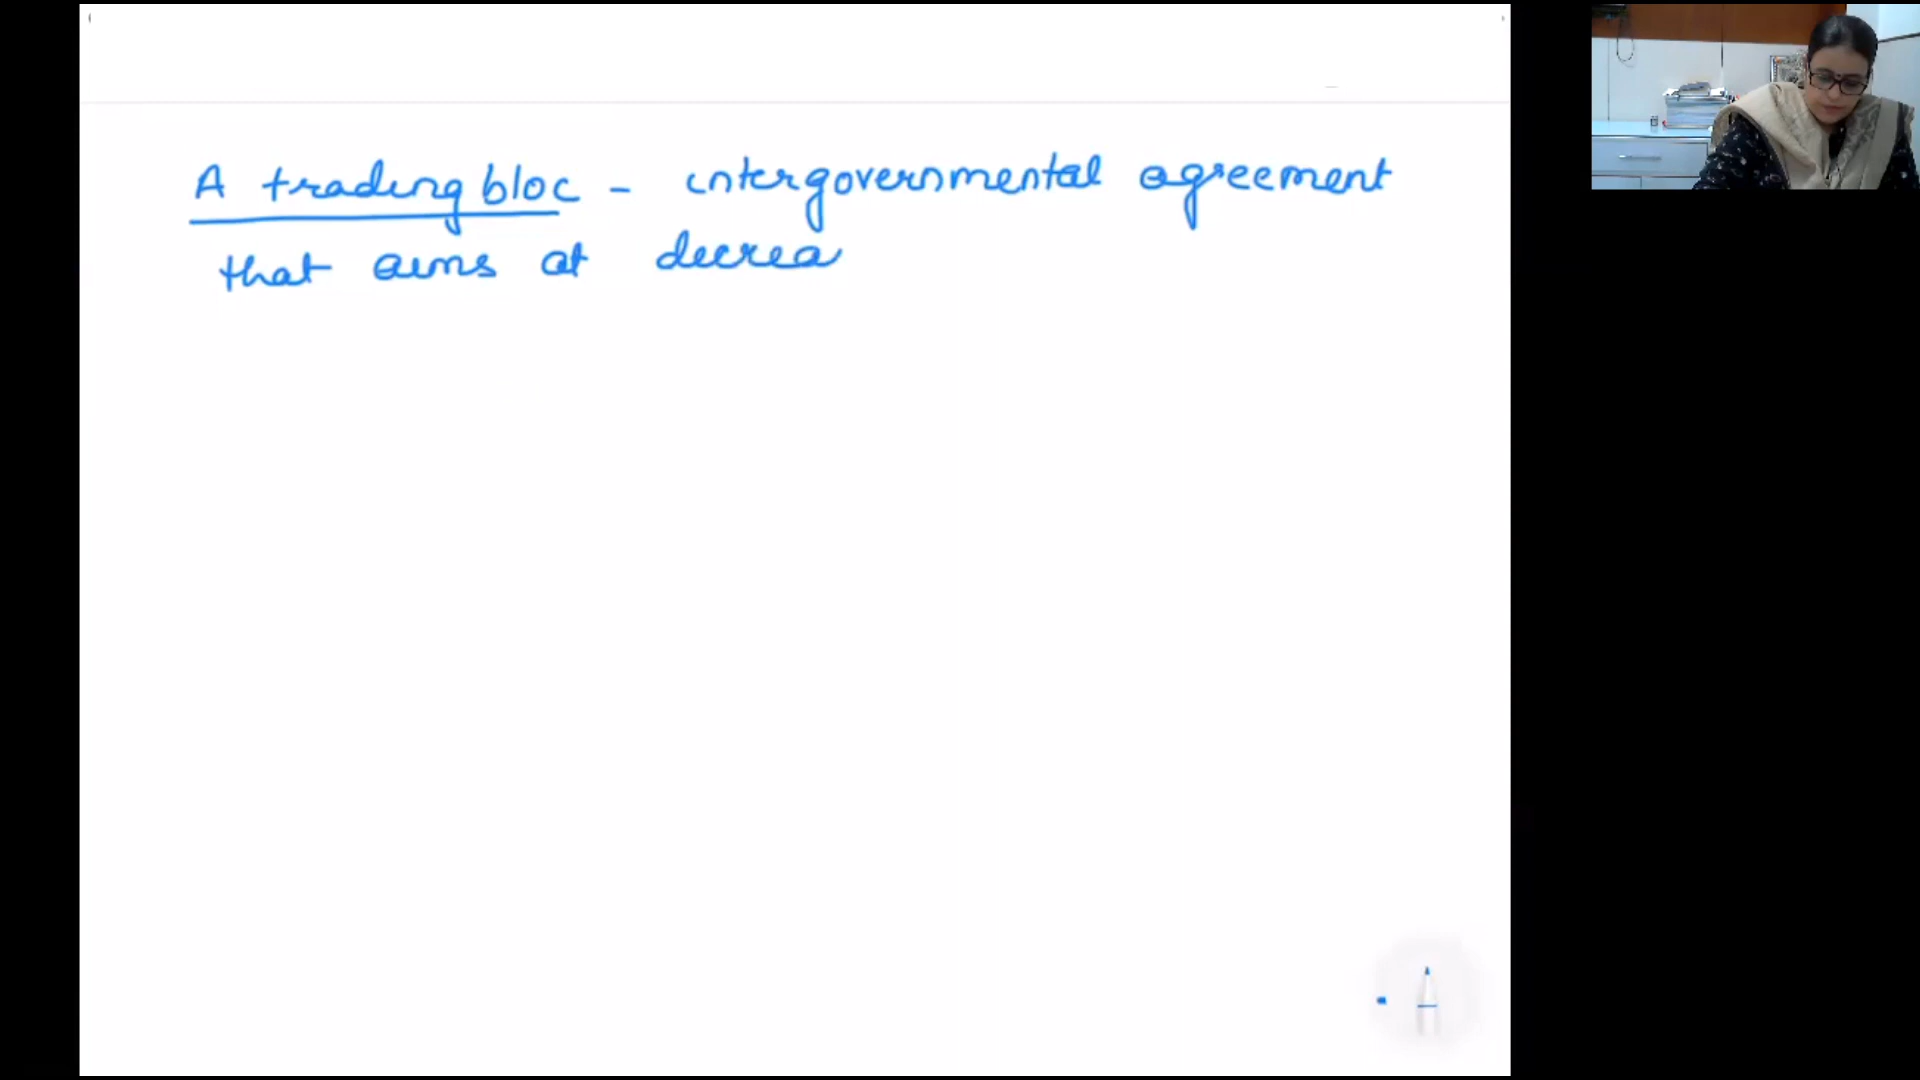 A trading bloc - intergovernmental agreement
that aims at decrea